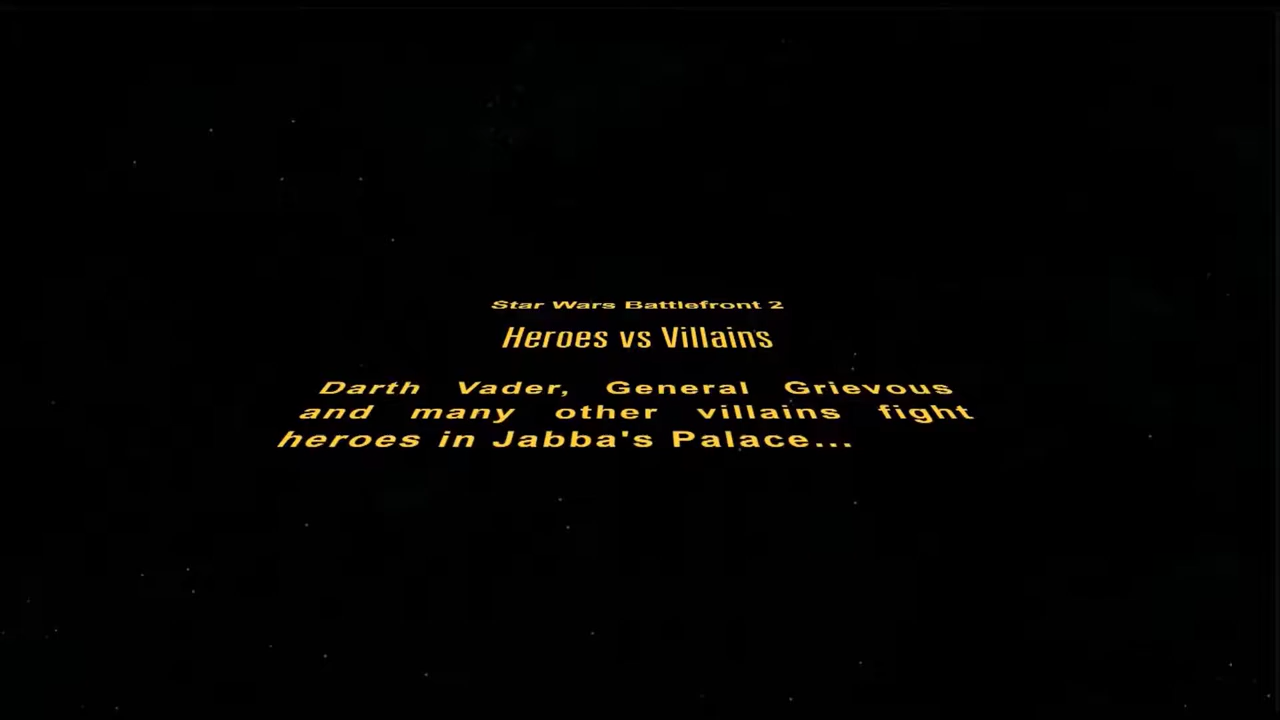 Star Wars Battlefront 2
Heroes vs Villains
Darth Vader, General Grievous
and many other villains fight
heroes in Jabba's Palace...